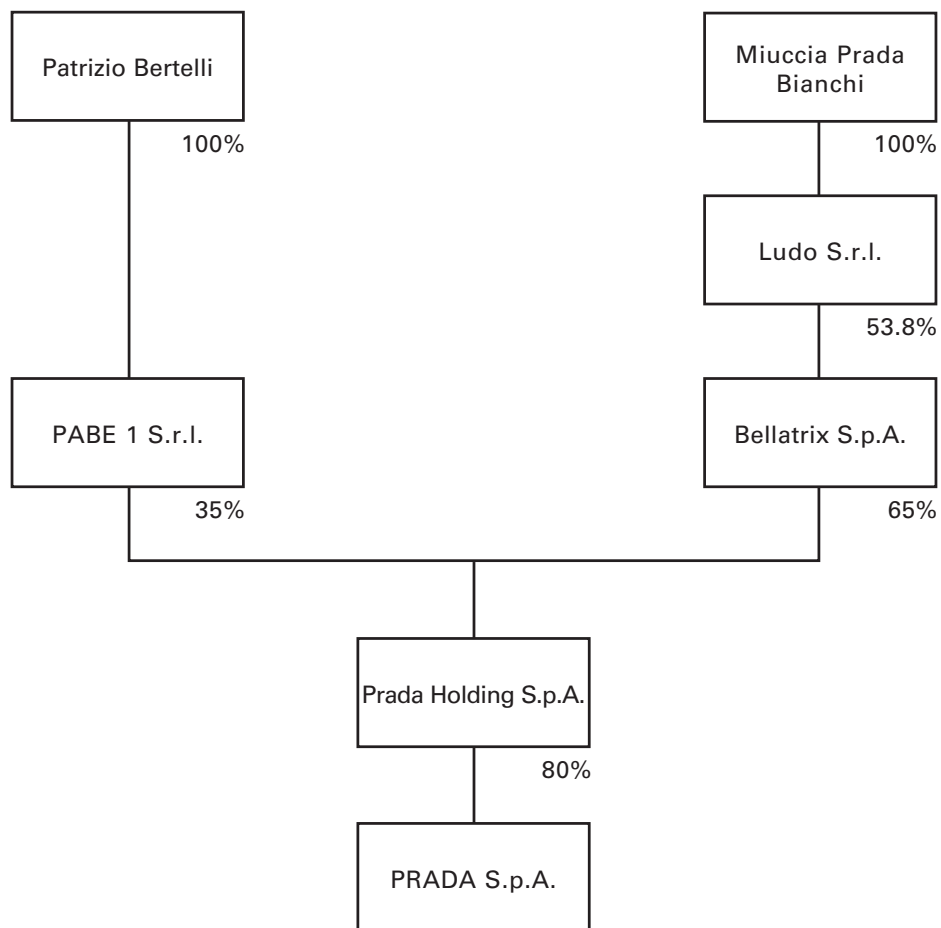 Patrizio Bertelli
Miuccia Prada
Bianchi
100%
100%
Ludo S.r.l.
53.8%
PABE 1 S.r.l.
Bellatrix S.p.A.
35%
65%
Prada Holding S.p.A.
80%
PRADA S.p.A.